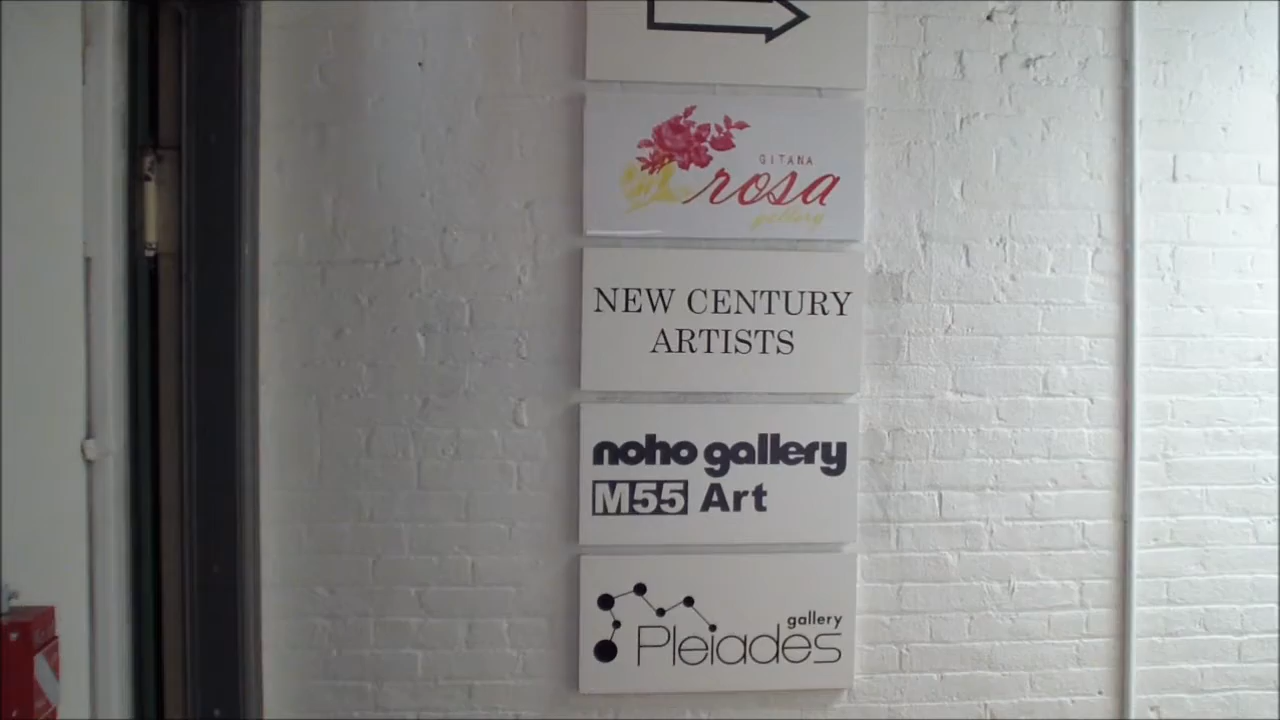 GITANA
rosa
gallery
NEW CENTURY
ARTISTS
noho gallery
M55 Art
gallery
Pleiades